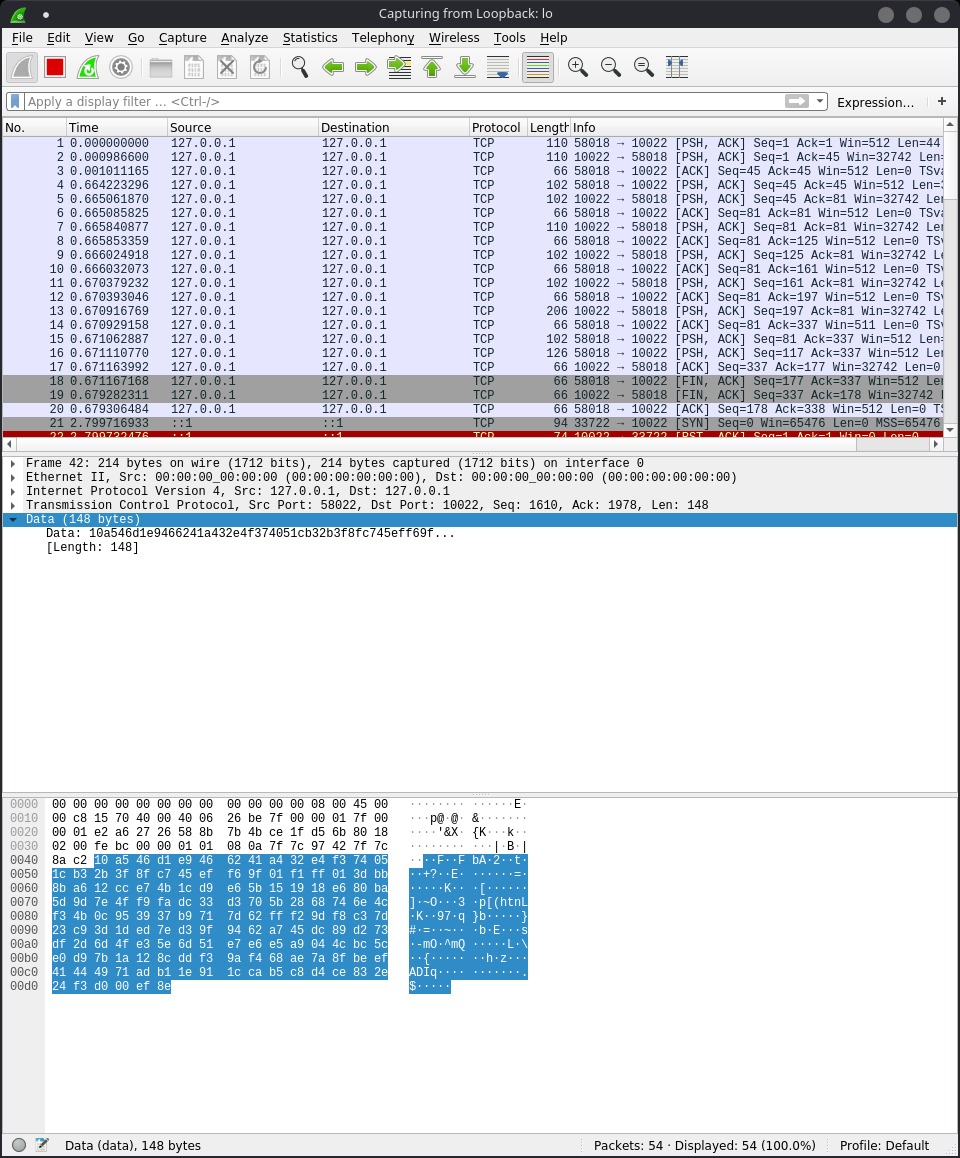 Capturing from Loopback: lo
File Edit View Go Capture Analyze Statistics Telephony Wireless Tools Help
Apply a display filter ... <Ctrl-/> Expression... +
No. Time Source Destination Protocol Length Info
1 0.000000000 127.0.0.1 127.0.0.1 TCP 110 58018 → 10022 [PSH, ACK] Seq=1 Ack=1 Win=512 Len=44
2 0.000986600 127.0.0.1 127.0.0.1 TCP 110 10022 → 58018 [PSH, ACK] Seq=1 Ack=45 Win=32742 Len=
3 0.001011165 127.0.0.1 127.0.0.1 TCP 66 58018 → 10022 [ACK] Seq=45 Ack=45 Win=512 Len=0 TSva
4 0.664223296 127.0.0.1 127.0.0.1 TCP 102 58018 → 10022 [PSH, ACK] Seq=45 Ack=45 Win=512 Len=
5 0.665061870 127.0.0.1 127.0.0.1 TCP 102 10022 → 58018 [PSH, ACK] Seq=45 Ack=81 Win=32742 Len=
6 0.665085825 127.0.0.1 127.0.0.1 TCP 66 58018 → 10022 [ACK] Seq=81 Ack=81 Win=512 Len=0 TSva
7 0.665840877 127.0.0.1 127.0.0.1 TCP 110 10022 → 58018 [PSH, ACK] Seq=81 Ack=81 Win=32742 Len=
8 0.665853359 127.0.0.1 127.0.0.1 TCP 66 58018 → 10022 [ACK] Seq=81 Ack=125 Win=512 Len=0 TSv
9 0.666024918 127.0.0.1 127.0.0.1 TCP 102 10022 → 58018 [PSH, ACK] Seq=125 Ack=81 Win=32742 Le
10 0.666032073 127.0.0.1 127.0.0.1 TCP 66 58018 → 10022 [ACK] Seq=81 Ack=161 Win=512 Len=0 TSv
11 0.670379232 127.0.0.1 127.0.0.1 TCP 102 10022 → 58018 [PSH, ACK] Seq=161 Ack=81 Win=32742 Le
12 0.670393046 127.0.0.1 127.0.0.1 TCP 66 58018 → 10022 [ACK] Seq=81 Ack=197 Win=512 Len=0 TSv
13 0.670916769 127.0.0.1 127.0.0.1 TCP 206 10022 → 58018 [PSH, ACK] Seq=197 Ack=81 Win=32742 Le
14 0.670929158 127.0.0.1 127.0.0.1 TCP 66 58018 → 10022 [ACK] Seq=81 Ack=337 Win=511 Len=0 TSv
15 0.671062887 127.0.0.1 127.0.0.1 TCP 102 58018 → 10022 [PSH, ACK] Seq=81 Ack=337 Win=512 Len=
16 0.671110770 127.0.0.1 127.0.0.1 TCP 126 58018 → 10022 [PSH, ACK] Seq=117 Ack=337 Win=512 Len
17 0.671163992 127.0.0.1 127.0.0.1 TCP 66 10022 → 58018 [ACK] Seq=337 Ack=177 Win=32742 Len=0
18 0.671167168 127.0.0.1 127.0.0.1 TCP 66 58018 → 10022 [FIN, ACK] Seq=177 Ack=337 Win=512 Len
19 0.679282311 127.0.0.1 127.0.0.1 TCP 66 10022 → 58018 [FIN, ACK] Seq=337 Ack=178 Win=32742 L
20 0.679306484 127.0.0.1 127.0.0.1 TCP 66 58018 → 10022 [ACK] Seq=178 Ack=338 Win=512 Len=0 TS
21 2.799716933 ::1 ::1 TCP 94 33722 → 10022 [SYN] Seq=0 Win=65476 Len=0 MSS=65476
22 2.799732476 ::1 ::1 TCP 74 10022 → 33722 [RST, ACK] Seq=1 Ack=1 Win=0 Len=0
Frame 42: 214 bytes on wire (1712 bits), 214 bytes captured (1712 bits) on interface 0
Ethernet II, Src: 00:00:00_00:00:00 (00:00:00:00:00:00), Dst: 00:00:00_00:00:00 (00:00:00:00:00:00)
Internet Protocol Version 4, Src: 127.0.0.1, Dst: 127.0.0.1
Transmission Control Protocol, Src Port: 58022, Dst Port: 10022, Seq: 1610, Ack: 1978, Len: 148
Data (148 bytes)
Data: 10a546d1e9466241a432e4f374051cb32b3f8fc745eff69f...
[Length: 148]
0000 00 00 00 00 00 00 00 00 00 00 00 00 08 00 45 00 ········ ······E·
0010 00 c8 15 70 40 00 40 06 26 be 7f 00 00 01 7f 00 ···p@·@· &·······
0020 00 01 e2 a6 27 26 58 8b 7b 4b ce 1f d5 6b 80 18 ····'&X· {K···k··
0030 02 00 fe bc 00 00 01 01 08 0a 7f 7c 97 42 7f 7c ········ ···|·B·|
0040 8a c2 10 a5 46 d1 e9 46 62 41 a4 32 e4 f3 74 05 ····F··F bA·2··t·
0050 1c b3 2b 3f 8f c7 45 ef f6 9f 01 f1 ff 01 3d bb ··+?··E· ······=·
0060 8b a6 12 cc e7 4b 1c d9 e6 5b 15 19 18 e6 80 ba ·····K·· ·[······
0070 5d 9d 7e 4f f9 fa dc 33 d3 70 5b 28 68 74 6e 4c ]·~O···3 ·p[(htnL
0080 f3 4b 0c 95 39 37 b9 71 7d 62 ff f2 9d f8 c3 7d ·K··97·q }b·····}
0090 23 c9 3d 1d ed 7e d3 9f 94 62 a7 45 dc 89 d2 73 #·=··~·· ·b·E···s
00a0 df 2d 6d 4f e3 5e 6d 51 e7 e6 e5 a9 04 4c bc 5c ·-mO·^mQ ·····L·\
00b0 e0 d9 7b 1a 12 8c dd f3 9a f4 68 ae 7a 8f be ef ··{····· ··h·z···
00c0 41 44 49 71 ad b1 1e 91 1c ca b5 c8 d4 ce 83 2e ADIq···· ·······.
00d0 24 f3 d0 00 ef 8e $·····
Data (data), 148 bytes Packets: 54 · Displayed: 54 (100.0%) Profile: Default